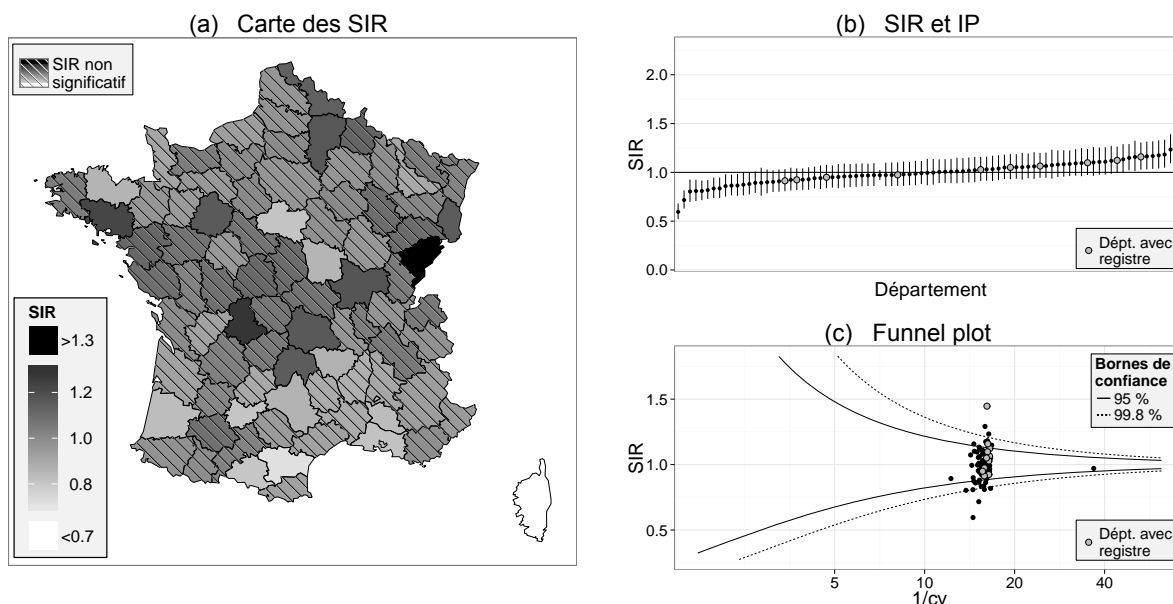 (a) Carte des SIR
SIR non
significatif
SIR
>1.3
1.2
1.0
0.8
<0.7
(b) SIR et IP
SIR
2.0
1.5
1.0
0.5
0.0
Dépt. avec
registre
Département
(c) Funnel plot
SIR
1.5
1.0
0.5
Bornes de
confiance
95 %
99.8 %
Dépt. avec
registre
5 10 20 40
1/cv